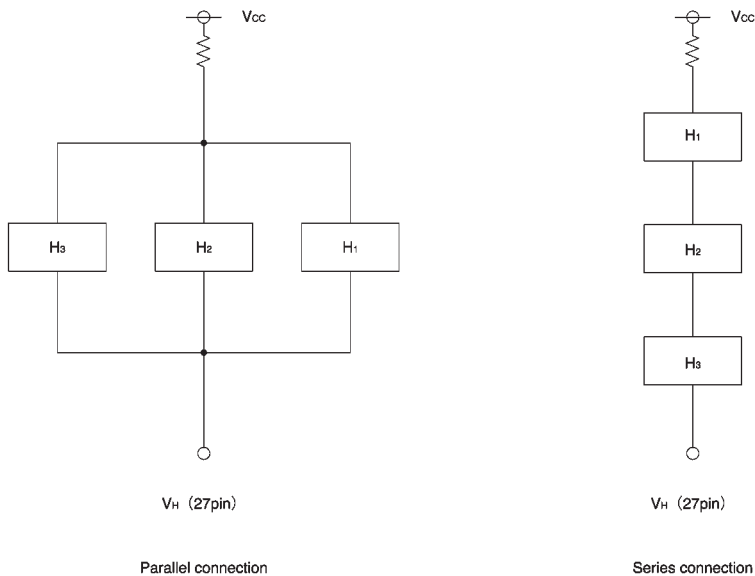 Vcc
H3
H2
H1
VH (27pin)
Parallel connection
Vcc
H1
H2
H3
VH (27pin)
Series connection